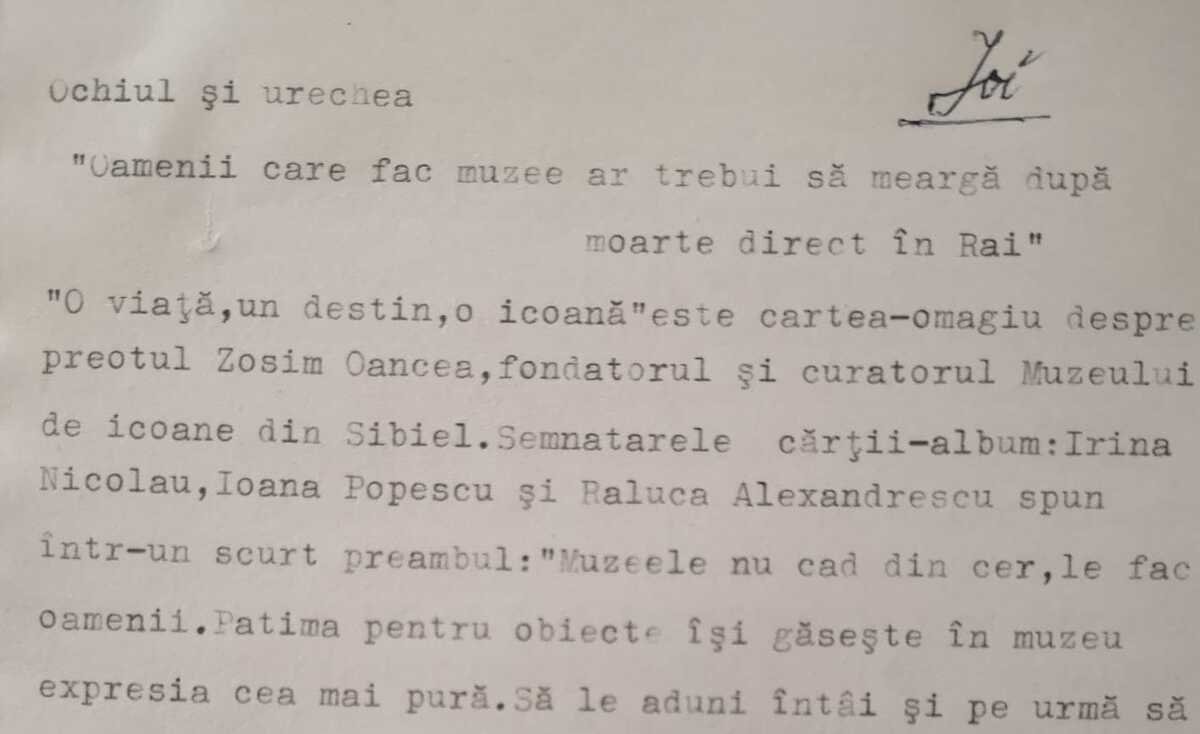 Joi
Ochiul şi urechea
"Oamenii care fac muzee ar trebui să meargă după
moarte direct în Rai"
"O viaţă,un destin,o icoană"este cartea-omagiu despre
preotul Zosim Oancea,fondatorul şi curatorul Muzeului
de icoane din Sibiel.Semnatarele cărţii-album:Irina
Nicolau,Ioana Popescu şi Raluca Alexandrescu spun
într-un scurt preambul:"Muzeele nu cad din cer,le fac
oamenii.Patima pentru obiecte îşi găseşte în muzeu
expresia cea mai pură.Să le aduni întâi şi pe urmă să